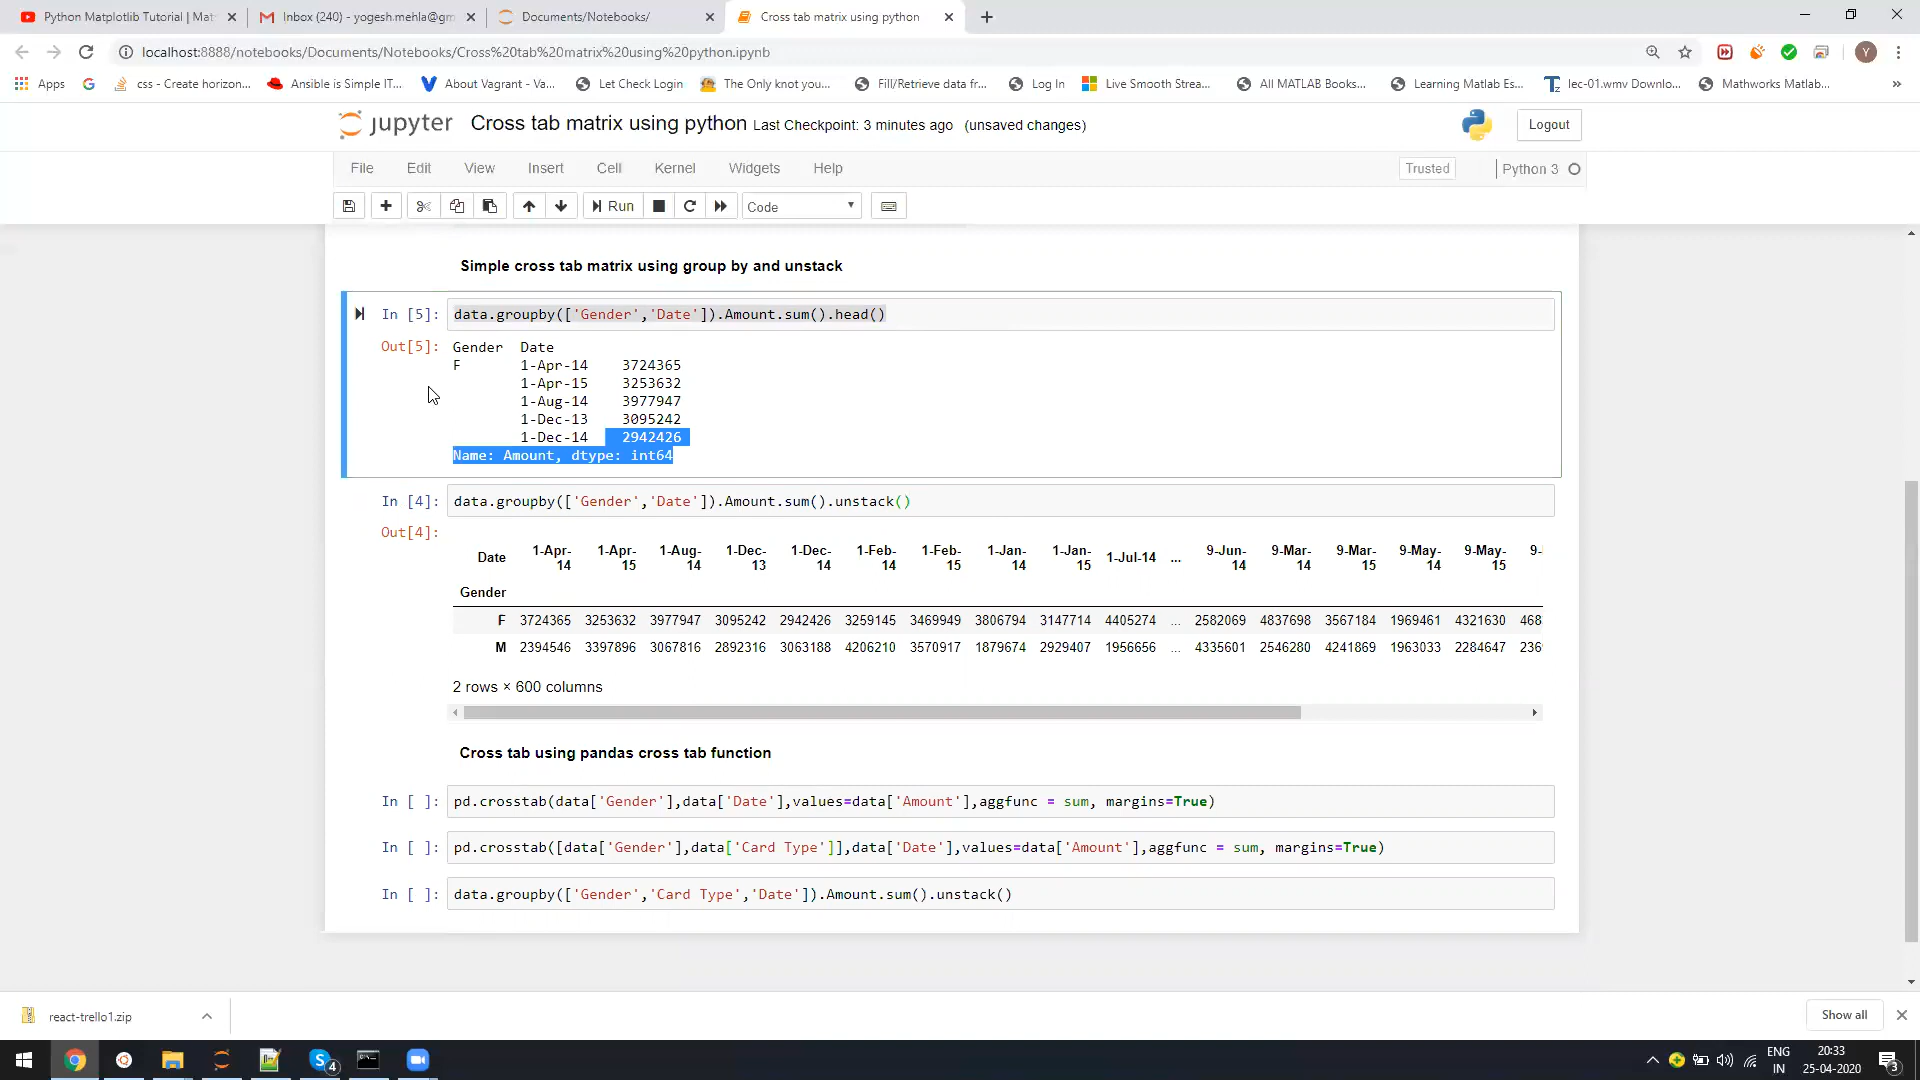 Python Matplotlib Tutorial | Mat
Inbox (240) - yogesh.mehla@gm
Documents/Notebooks/
Cross tab matrix using python
localhost:8888/notebooks/Documents/Notebooks/Cross%20tab%20matrix%20using%20python.ipynb
Y
Apps
css - Create horizon...
Ansible is Simple IT...
About Vagrant - Va...
Let Check Login
The Only knot you...
Fill/Retrieve data fr...
Log In
Live Smooth Strea...
All MATLAB Books...
Learning Matlab Es...
lec-01.wmv Downlo...
Mathworks Matlab...
»
jupyter Cross tab matrix using python Last Checkpoint: 3 minutes ago (unsaved changes)
Logout
File Edit View Insert Cell Kernel Widgets Help
Trusted
Python 3
Run
Code
Simple cross tab matrix using group by and unstack
In [5]: data.groupby(['Gender','Date']).Amount.sum().head()
Out[5]: Gender Date
F 1-Apr-14 3724365
1-Apr-15 3253632
1-Aug-14 3977947
1-Dec-13 3095242
1-Dec-14 2942426
Name: Amount, dtype: int64
In [4]: data.groupby(['Gender','Date']).Amount.sum().unstack()
Out[4]:
Date 1-Apr-14 1-Apr-15 1-Aug-14 1-Dec-13 1-Dec-14 1-Feb-14 1-Feb-15 1-Jan-14 1-Jan-15 1-Jul-14 ... 9-Jun-14 9-Mar-14 9-Mar-15 9-May-14 9-May-15 9-
Gender
F 3724365 3253632 3977947 3095242 2942426 3259145 3469949 3806794 3147714 4405274 ... 2582069 4837698 3567184 1969461 4321630 468
M 2394546 3397896 3067816 2892316 3063188 4206210 3570917 1879674 2929407 1956656 ... 4335601 2546280 4241869 1963033 2284647 236
2 rows × 600 columns
Cross tab using pandas cross tab function
In [ ]: pd.crosstab(data['Gender'],data['Date'],values=data['Amount'],aggfunc = sum, margins=True)
In [ ]: pd.crosstab([data['Gender'],data['Card Type']],data['Date'],values=data['Amount'],aggfunc = sum, margins=True)
In [ ]: data.groupby(['Gender','Card Type','Date']).Amount.sum().unstack()
react-trello1.zip
Show all
4
ENG
IN
20:33
25-04-2020
3